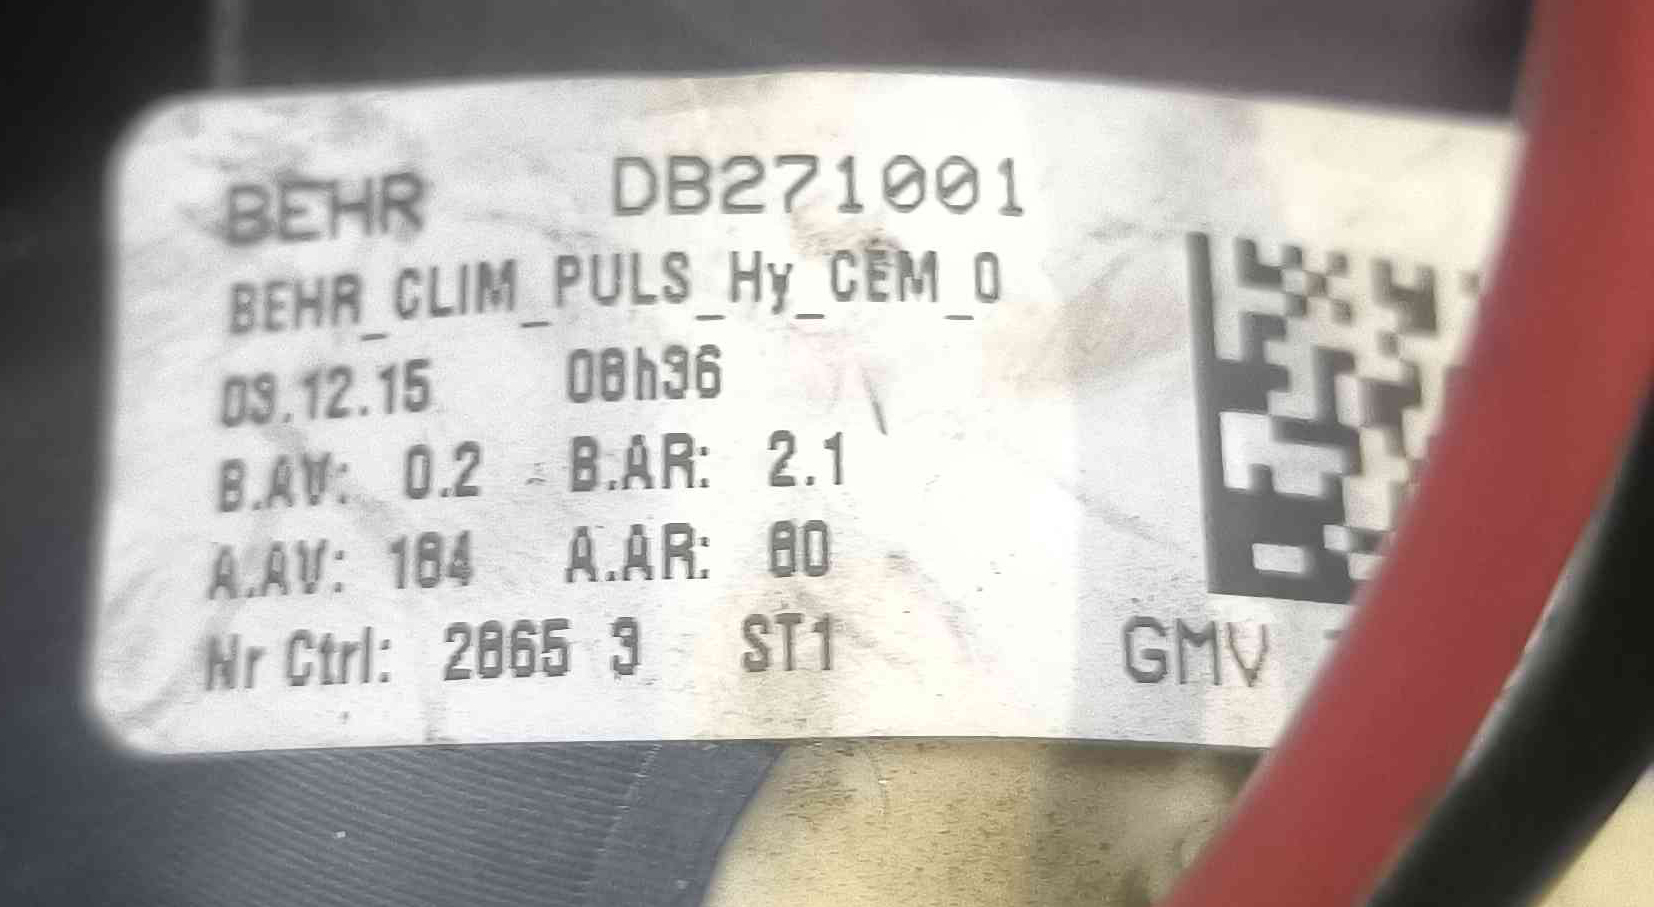 BEHR DB271001
BEHR_CLIM_PULS_Hy_CEM_0
03.12.15 08h36
B.AV: 0.2 B.AR: 2.1
A.AV: 184 A.AR: 80
Nr Ctrl: 2865 3 ST1
GMV